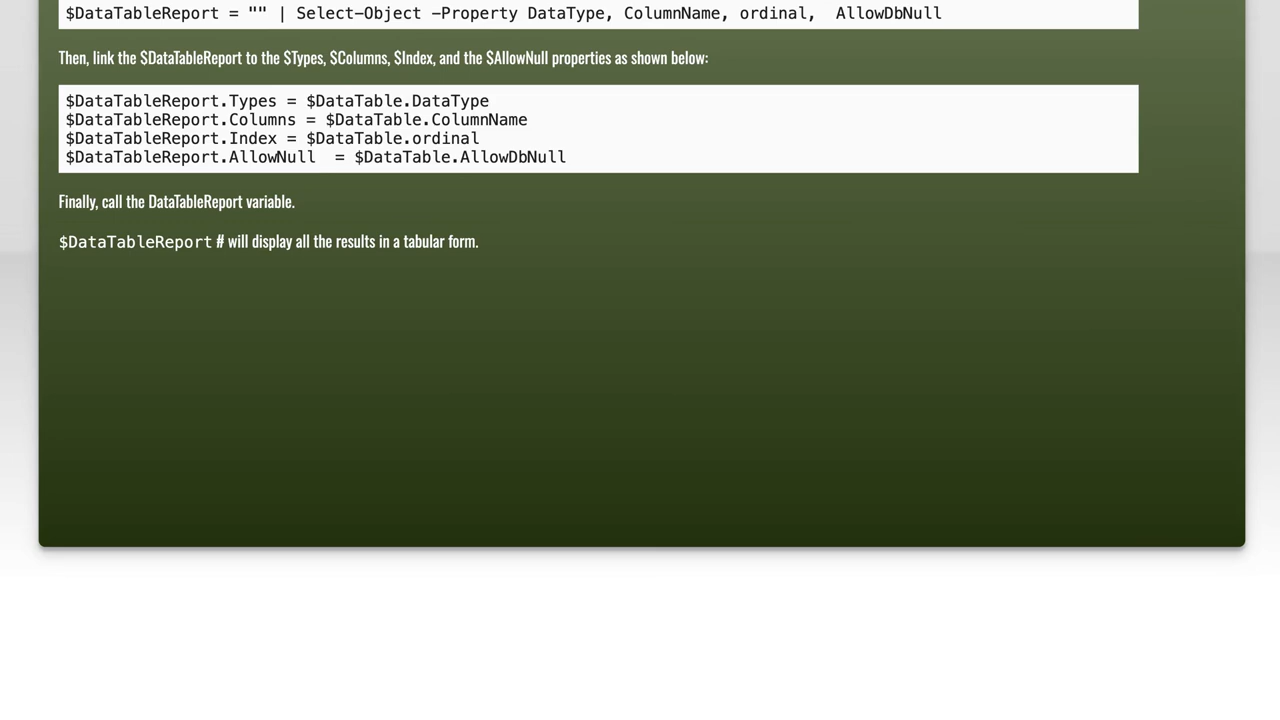 $DataTableReport = "" | Select-Object -Property DataType, ColumnName, ordinal,  AllowDbNull
Then, link the $DataTableReport to the $Types, $Columns, $Index, and the $AllowNull properties as shown below:
$DataTableReport.Types = $DataTable.DataType
$DataTableReport.Columns = $DataTable.ColumnName
$DataTableReport.Index = $DataTable.ordinal
$DataTableReport.AllowNull  = $DataTable.AllowDbNull
Finally, call the DataTableReport variable.
$DataTableReport # will display all the results in a tabular form.